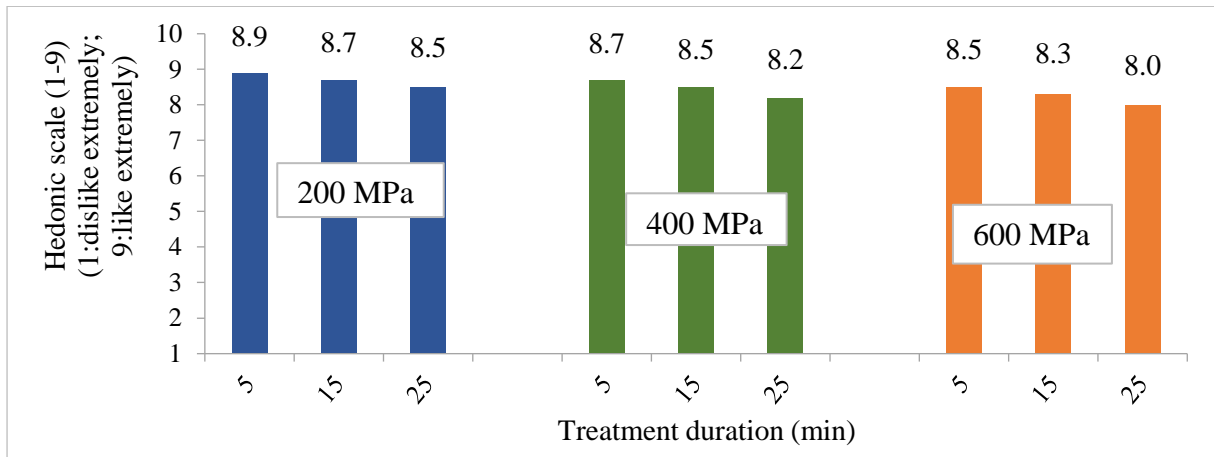 Hedonic scale (1-9)
(1:dislike extremely;
9:like extremely)
10
9
8
7
6
5
4
3
2
1
8.9 8.7 8.5 8.7 8.5 8.2 8.5 8.3 8.0
200 MPa
400 MPa
600 MPa
5 15 25 5 15 25 5 15 25
Treatment duration (min)